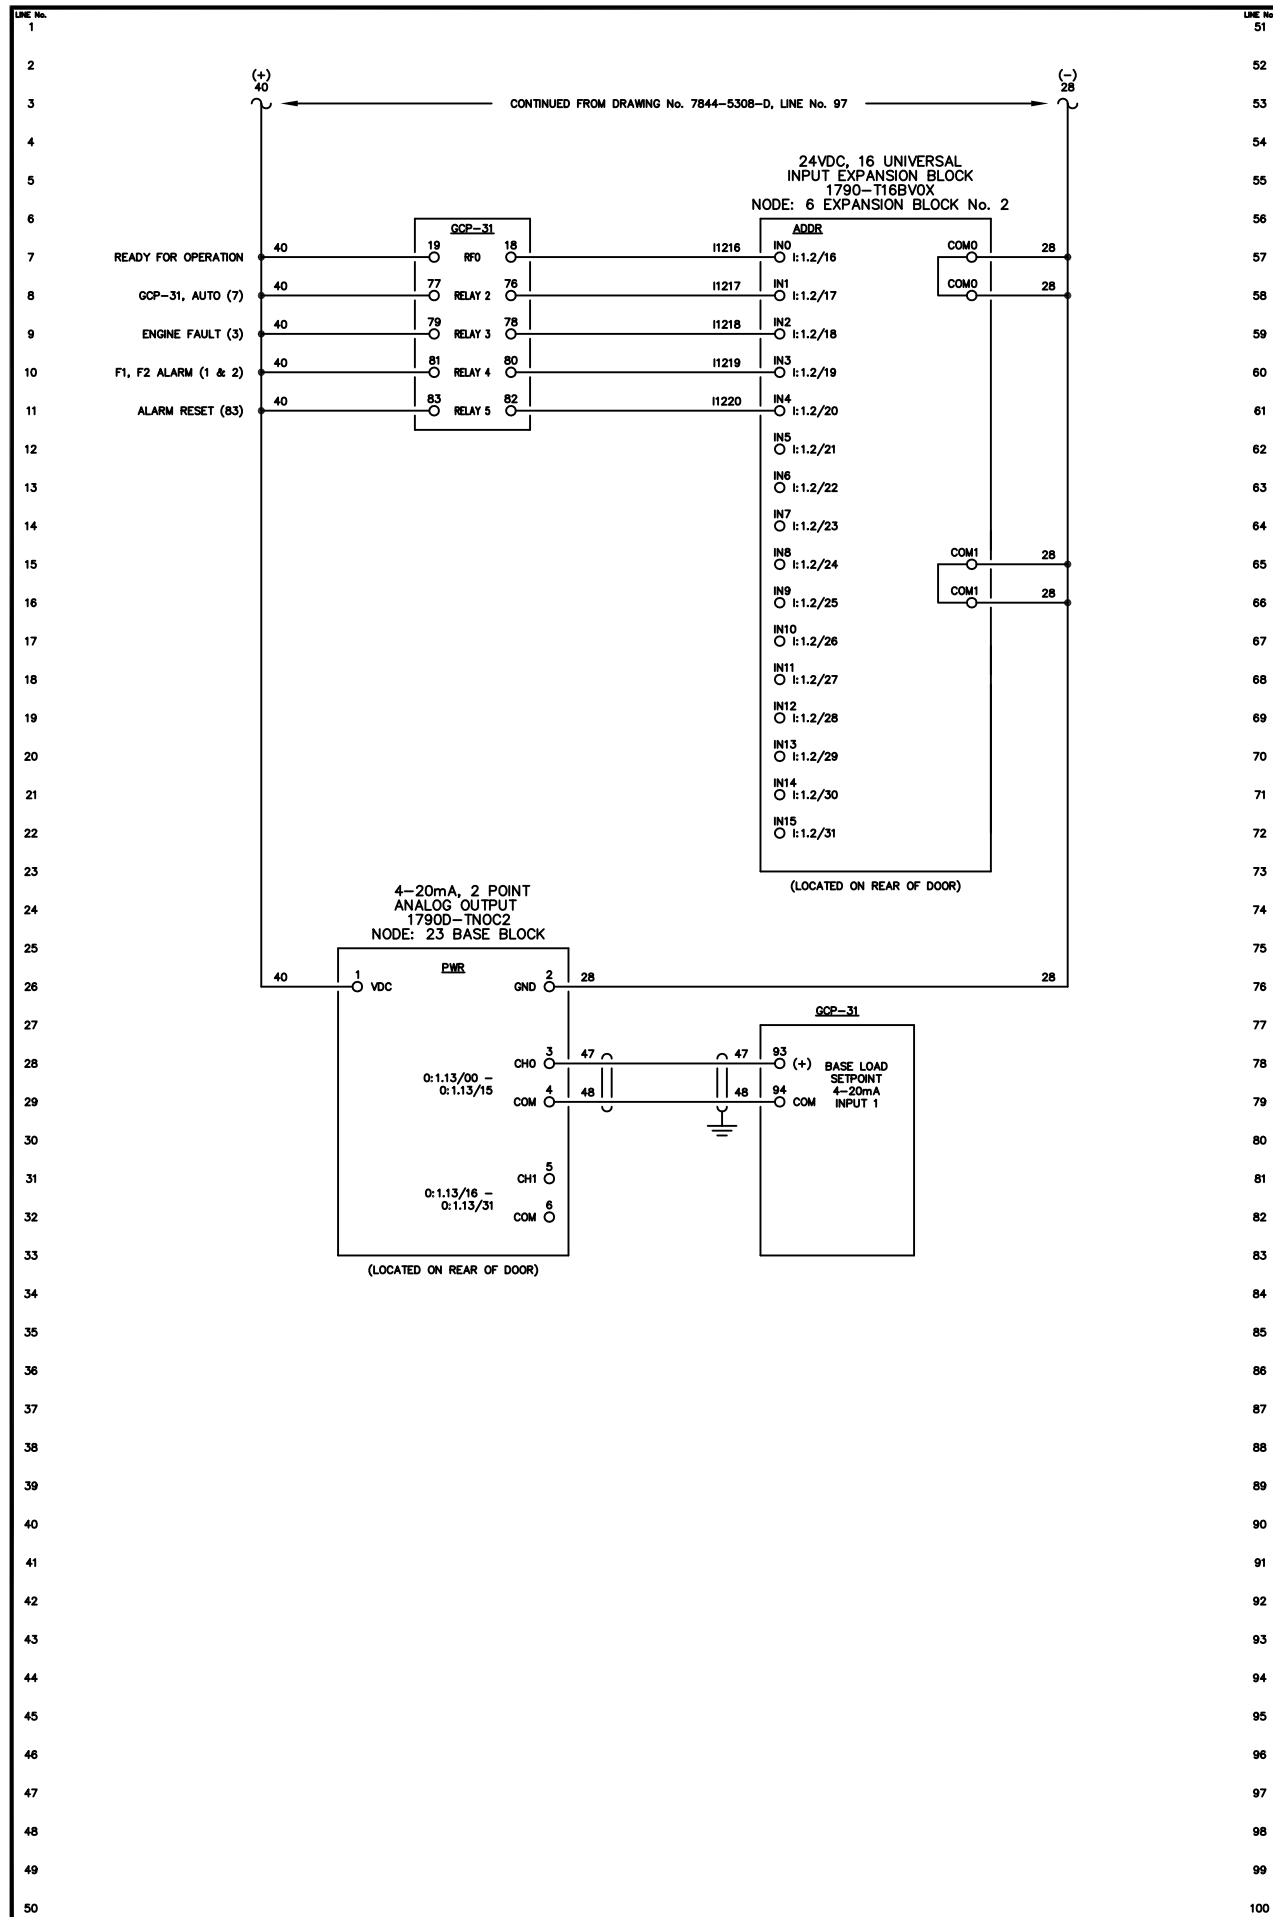 LINE No.
LINE No.
1
51
2
52
(+)
40
(-)
28
3
CONTINUED FROM DRAWING No. 7844-5308-D, LINE No. 97
53
4
54
24VDC, 16 UNIVERSAL
INPUT EXPANSION BLOCK
1790-T16BV0X
NODE: 6 EXPANSION BLOCK No. 2
5
55
6
56
GCP-31
ADDR
7
READY FOR OPERATION
40
19
RFO
18
I1216
IN0
I:1.2/16
COM0
28
57
8
GCP-31, AUTO (7)
40
77
RELAY 2
76
I1217
IN1
I:1.2/17
COM0
28
58
9
ENGINE FAULT (3)
40
79
RELAY 3
78
I1218
IN2
I:1.2/18
59
10
F1, F2 ALARM (1 & 2)
40
81
RELAY 4
80
I1219
IN3
I:1.2/19
60
11
ALARM RESET (83)
40
83
RELAY 5
82
I1220
IN4
I:1.2/20
61
12
IN5
I:1.2/21
62
13
IN6
I:1.2/22
63
14
IN7
I:1.2/23
64
15
IN8
I:1.2/24
COM1
28
65
16
IN9
I:1.2/25
COM1
28
66
17
IN10
I:1.2/26
67
18
IN11
I:1.2/27
68
19
IN12
I:1.2/28
69
20
IN13
I:1.2/29
70
21
IN14
I:1.2/30
71
22
IN15
I:1.2/31
72
23
73
(LOCATED ON REAR OF DOOR)
4-20mA, 2 POINT
ANALOG OUTPUT
1790D-TN0C2
NODE: 23 BASE BLOCK
24
74
25
75
PWR
26
40
1
VDC
GND
2
28
28
76
GCP-31
27
77
28
CH0
3
47
47
93
(+)
BASE LOAD
SETPOINT
4-20mA
INPUT 1
78
0:1.13/00 -
0:1.13/15
29
COM
4
48
48
94
COM
79
30
80
31
CH1
5
81
0:1.13/16 -
0:1.13/31
32
COM
6
82
33
83
(LOCATED ON REAR OF DOOR)
34
84
35
85
36
86
37
87
38
88
39
89
40
90
41
91
42
92
43
93
44
94
45
95
46
96
47
97
48
98
49
99
50
100